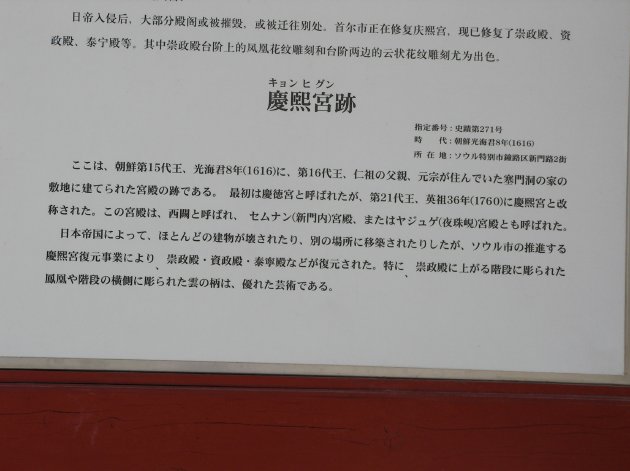 日帝入侵后，大部分殿阁或被摧毁，或被迁往别处。首尔市正在修复庆熙宫，现已修复了崇政殿、资
政殿、泰宁殿等。其中崇政殿台阶上的凤凰花纹雕刻和台阶两边的云状花纹雕刻尤为出色。
キョン ヒ グン
慶熙宮跡
指定番号：史蹟第271号
時 代：朝鮮光海君8年(1616)
所 在 地：ソウル特別市鐘路区新門路2街
ここは、朝鮮第15代王、光海君8年(1616)に、第16代王、仁祖の父親、元宗が住んでいた塞門洞の家の
敷地に建てられた宮殿の跡である。 最初は慶徳宮と呼ばれたが、第21代王、英祖36年(1760)に慶熙宮と改
称された。この宮殿は、西闕と呼ばれ、 セムナン(新門内)宮殿、またはヤジュゲ(夜珠峴)宮殿とも呼ばれた。
日本帝国によって、ほとんどの建物が壊されたり、別の場所に移築されたりしたが、ソウル市の推進する
慶熙宮復元事業により、崇政殿・資政殿・泰寧殿などが復元された。特に、崇政殿に上がる階段に彫られた
鳳凰や階段の横側に彫られた雲の柄は、優れた芸術である。